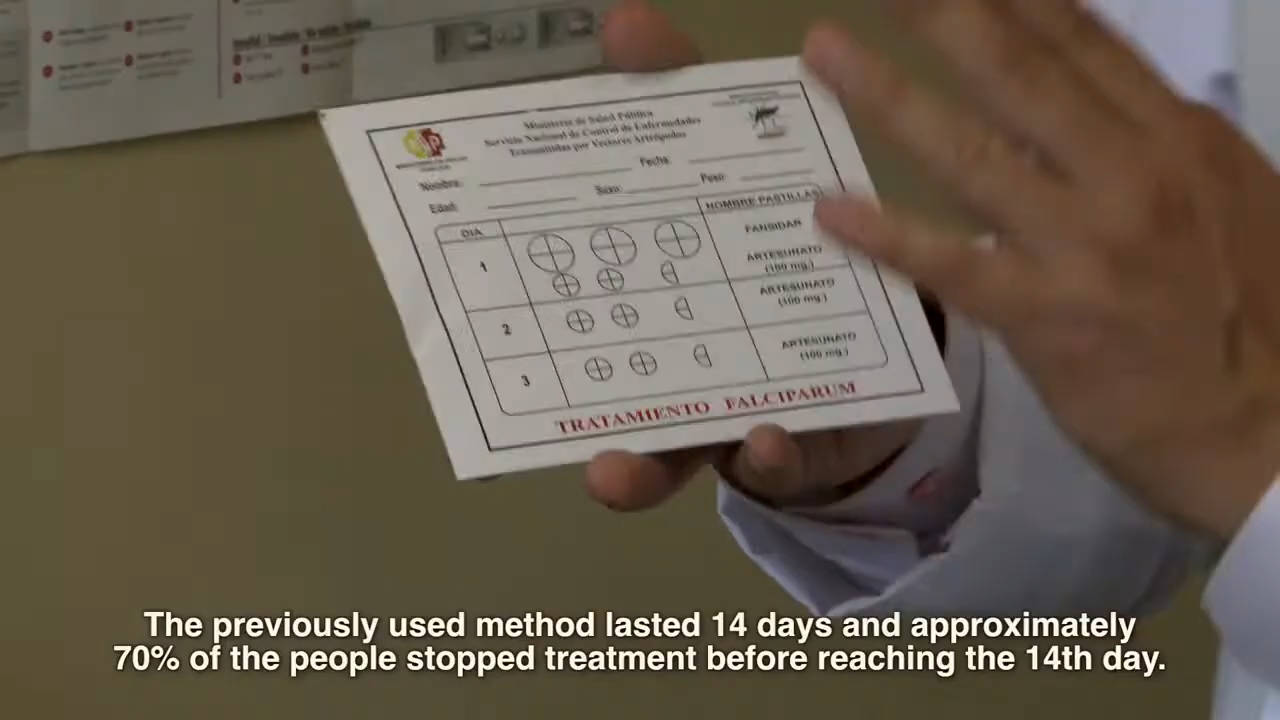 Ministerio de Salud Pública
Servicio Nacional de Control de Enfermedades
Transmitidas por Vectores Artrópodos
Fecha:
Nombre:
Sexo: Peso:
Edad:
DIA NOMBRE PASTILLAS
1 FANSIDAR
ARTESUNATO
(100 mg.)
2 ARTESUNATO
(100 mg.)
3 ARTESUNATO
(100 mg.)
TRATAMIENTO FALCIPARUM
The previously used method lasted 14 days and approximately
70% of the people stopped treatment before reaching the 14th day.